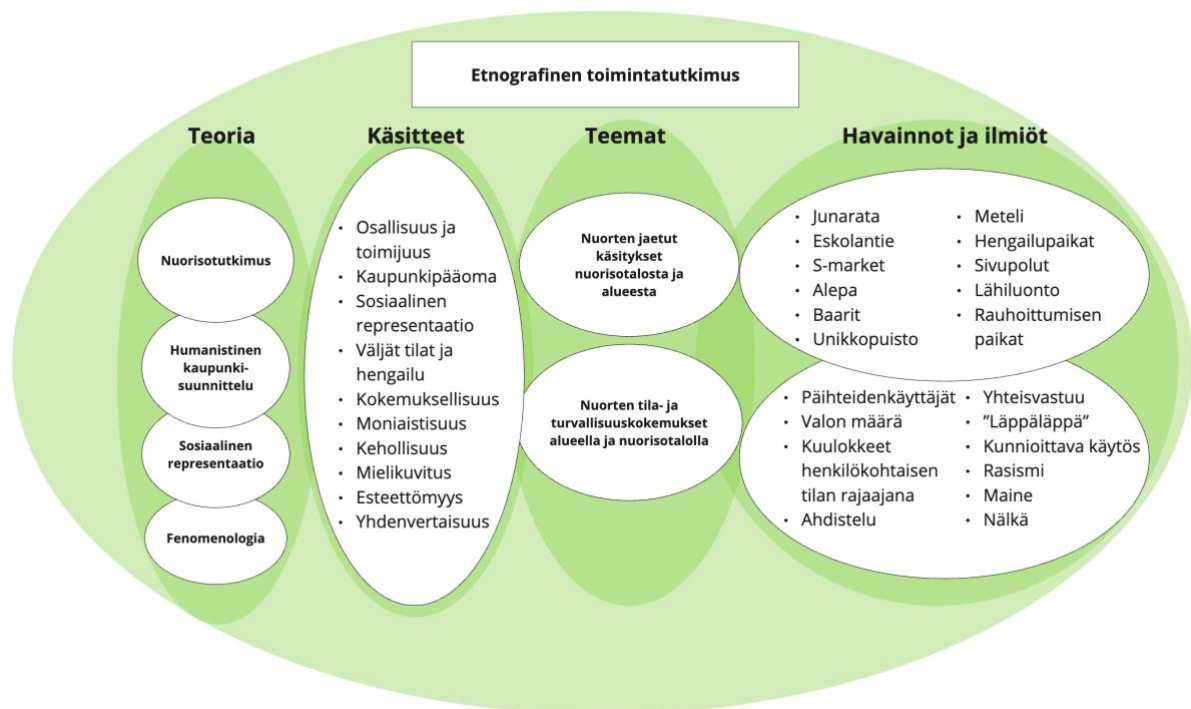 Etnografinen toimintatutkimus
Teoria
Nuorisotutkimus
Humanistinen
kaupunki-
suunnittelu
Sosiaalinen
representaatio
Fenomenologia
Käsitteet
• Osallisuus ja
toimijuus
• Kaupunkipääoma
• Sosiaalinen
representaatio
• Väljät tilat ja
hengailu
• Kokemuksellisuus
• Moniaistisuus
• Kehollisuus
• Mielikuvitus
• Esteettömyys
• Yhdenvertaisuus
Teemat
Nuorten jaetut
käsitykset
nuorisotalosta ja
alueesta
Nuorten tila- ja
turvallisuuskokemukset
alueella ja nuorisotalolla
Havainnot ja ilmiöt
• Junarata
• Eskolantie
• S-market
• Alepa
• Baarit
• Unikkopuisto
• Meteli
• Hengailupaikat
• Sivupolut
• Lähiluonto
• Rauhoittumisen
paikat
• Päihteidenkäyttäjät
• Valon määrä
• Kuulokkeet
henkilökohtaisen
tilan rajaajana
• Ahdistelu
• Yhteisvastuu
• ”Läppäläppä”
• Kunnioittava käytös
• Rasismi
• Maine
• Nälkä